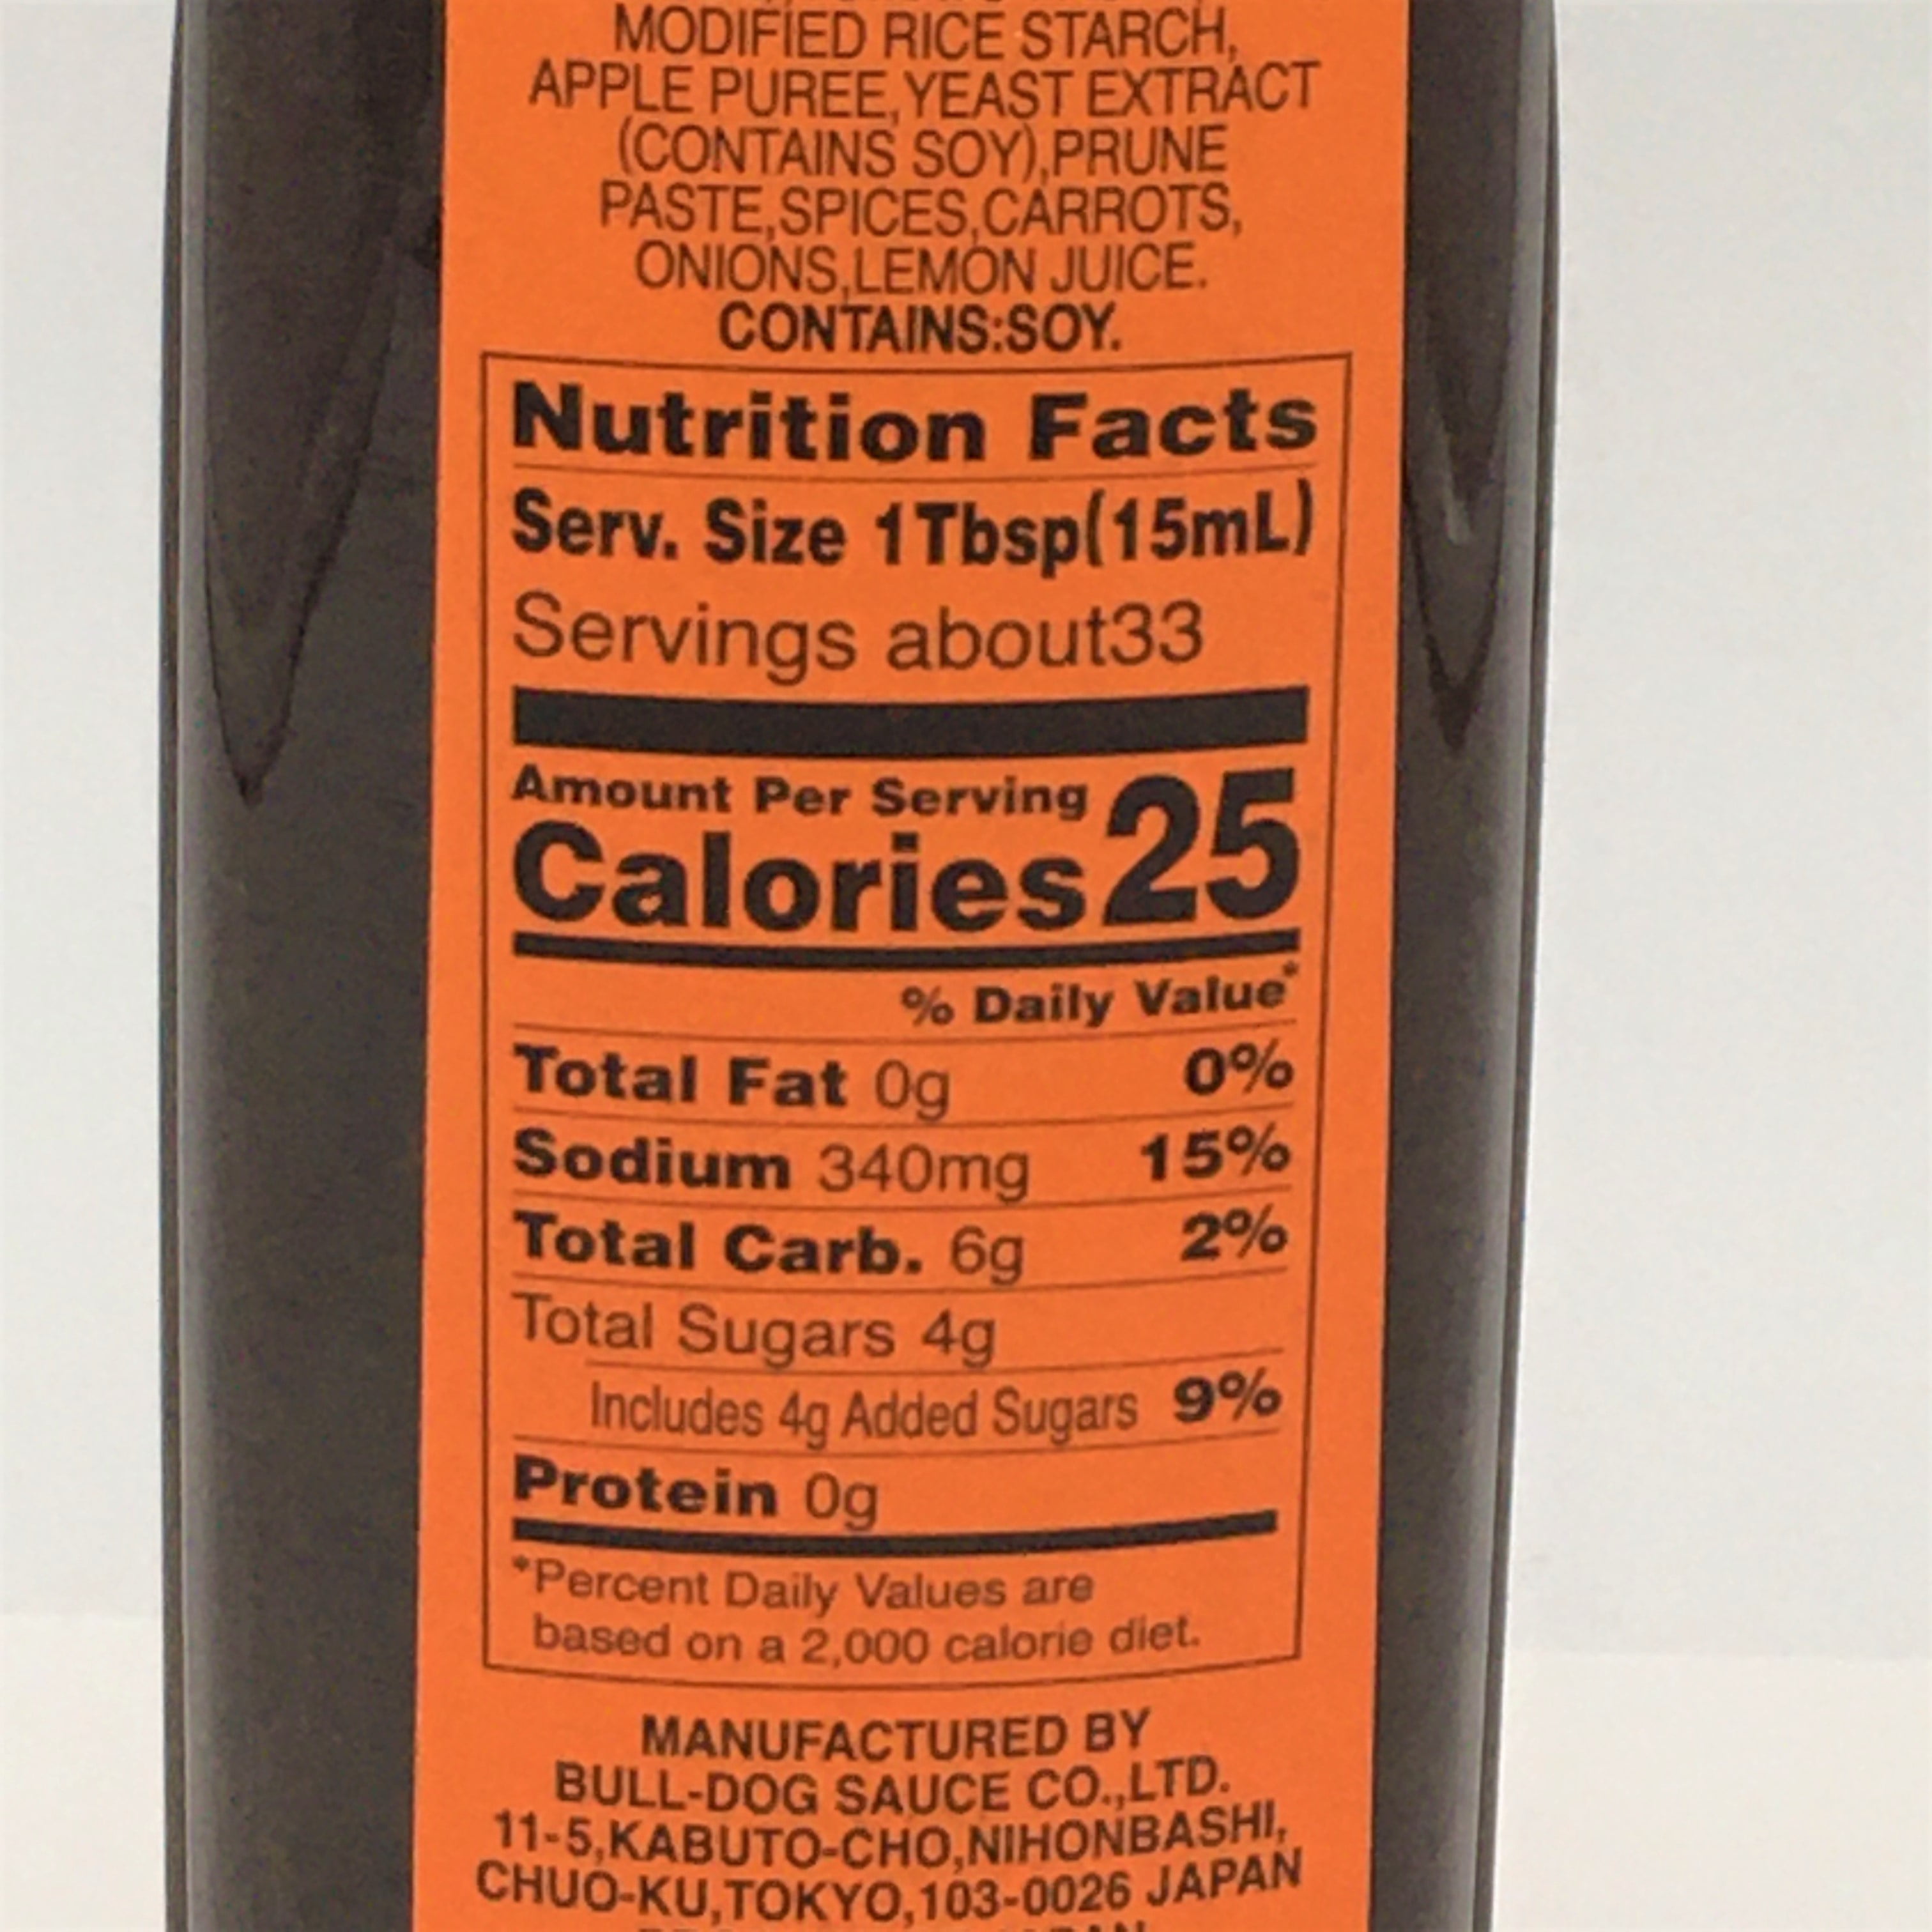 MODIFIED RICE STARCH,
APPLE PUREE,YEAST EXTRACT
(CONTAINS SOY),PRUNE
PASTE,SPICES,CARROTS,
ONIONS,LEMON JUICE.
CONTAINS:SOY.
Nutrition Facts
Serv. Size 1Tbsp(15mL)
Servings about33
Amount Per Serving
Calories 25
% Daily Value*
Total Fat 0g 0%
Sodium 340mg 15%
Total Carb. 6g 2%
Total Sugars 4g
Includes 4g Added Sugars 9%
Protein 0g
*Percent Daily Values are
based on a 2,000 calorie diet.
MANUFACTURED BY
BULL-DOG SAUCE CO.,LTD.
11-5,KABUTO-CHO,NIHONBASHI,
CHUO-KU,TOKYO,103-0026 JAPAN